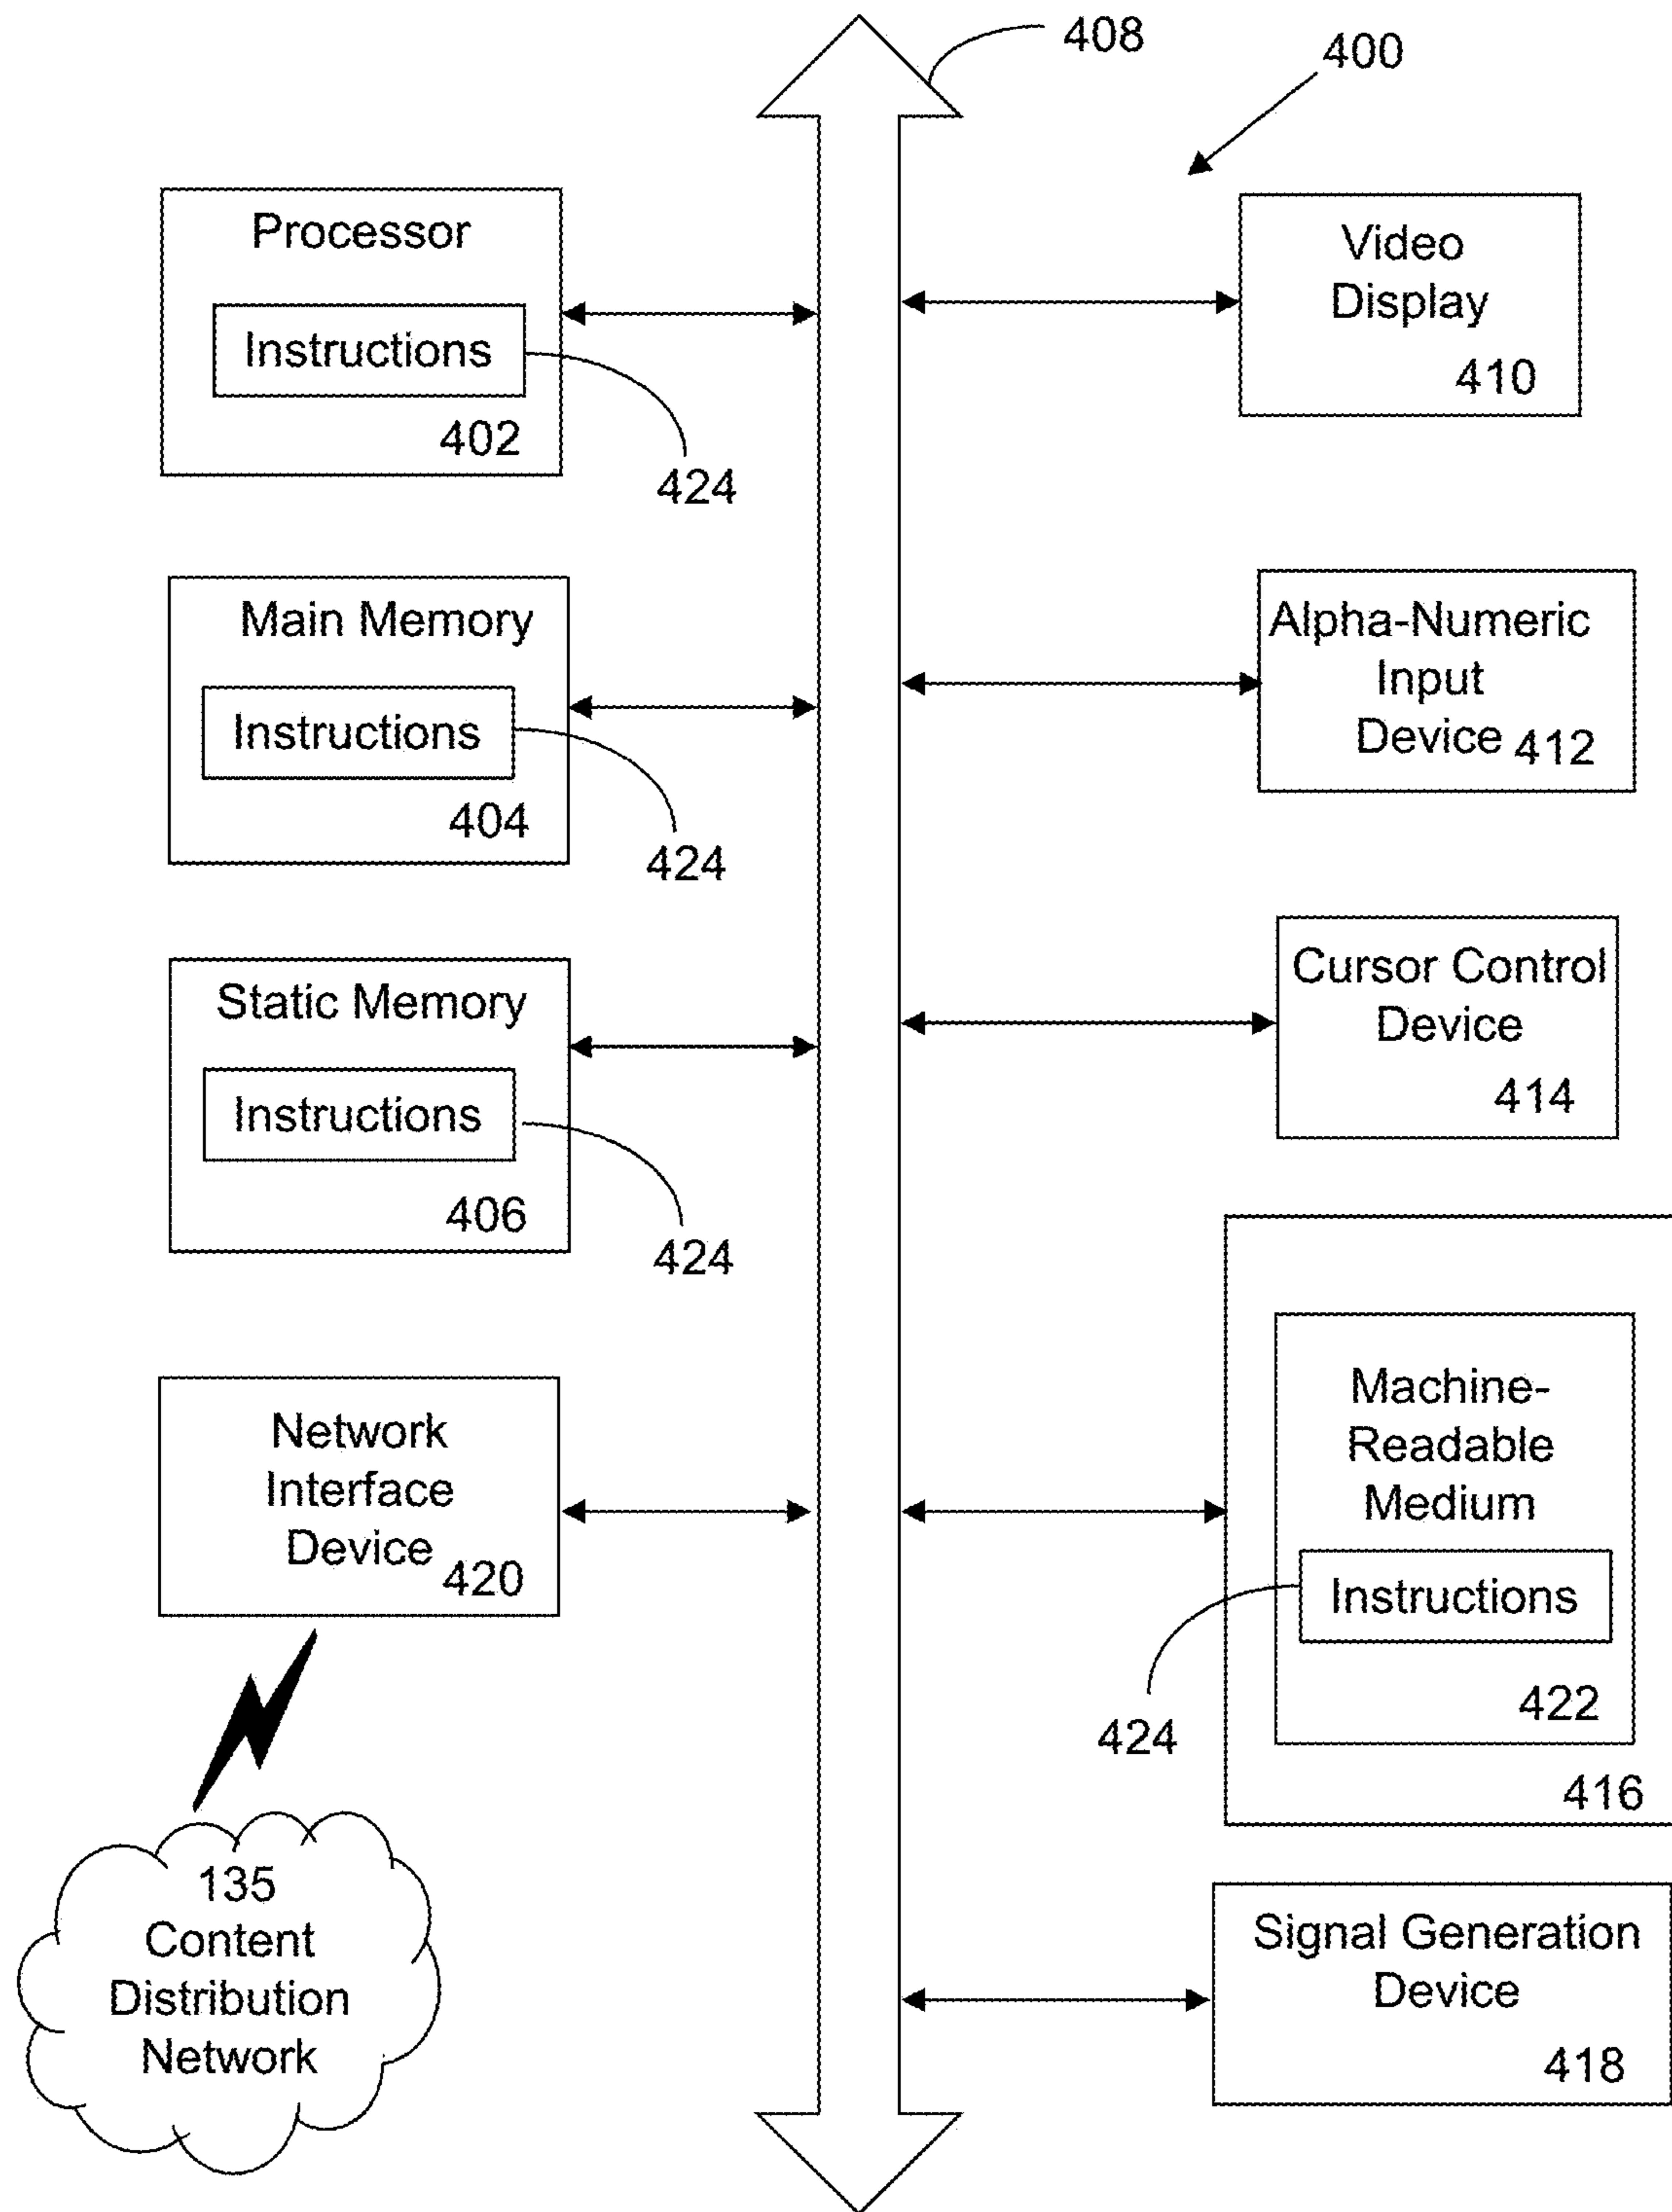 408
400
Processor
Instructions
402
424
Video
Display
410
Main Memory
Instructions
404
424
Alpha-Numeric
Input
Device 412
Static Memory
Instructions
406
424
Cursor Control
Device
414
Network
Interface
Device
420
Machine-
Readable
Medium
Instructions
422
424
416
135
Content
Distribution
Network
Signal Generation
Device
418